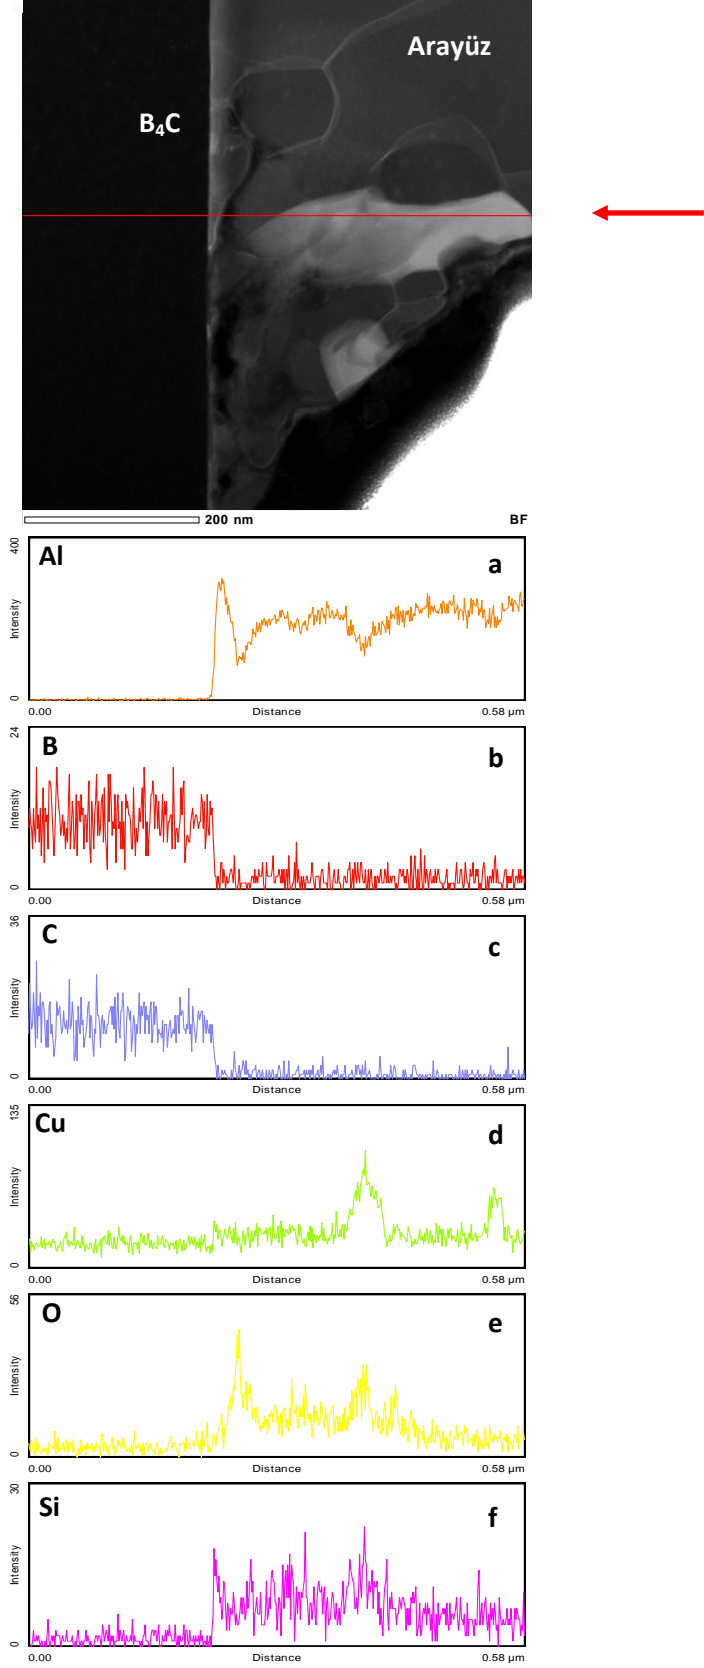 Arayüz
B₄C
200 nm BF
Al a
400
Intensity
0
0.00 Distance 0.58 µm
B b
24
Intensity
0
0.00 Distance 0.58 µm
C c
36
Intensity
0
0.00 Distance 0.58 µm
Cu d
135
Intensity
0
0.00 Distance 0.58 µm
O e
56
Intensity
0
0.00 Distance 0.58 µm
Si f
30
Intensity
0
0.00 Distance 0.58 µm